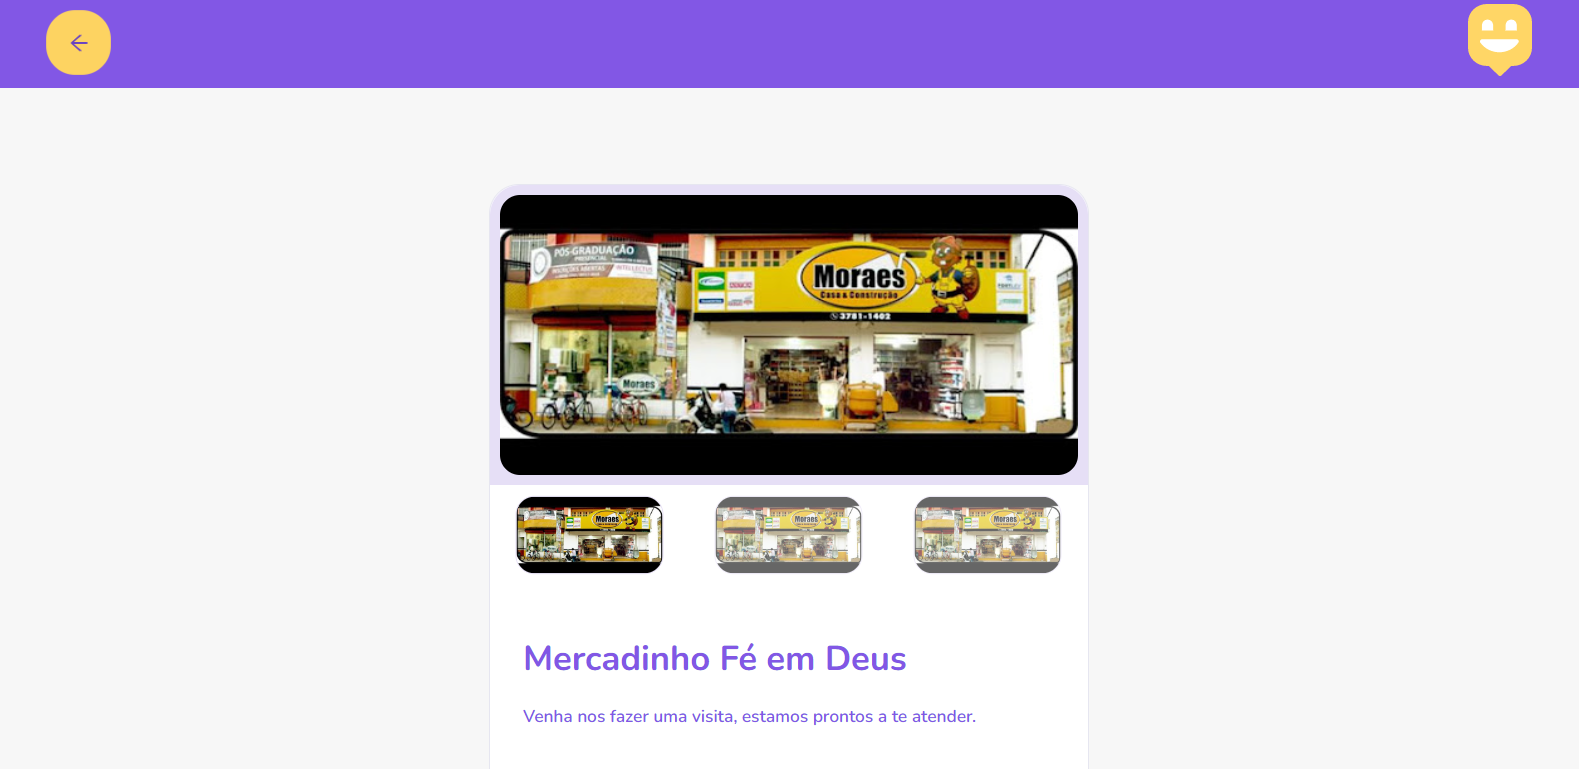 PÓS-GRADUAÇÃO
PRESENCIAL
INSCRIÇÕES ABERTAS
INTELLECTUS
Moraes
Casa & Construção
3781-1402
Moraes
Moraes
Moraes
Moraes
Mercadinho Fé em Deus
Venha nos fazer uma visita, estamos prontos a te atender.